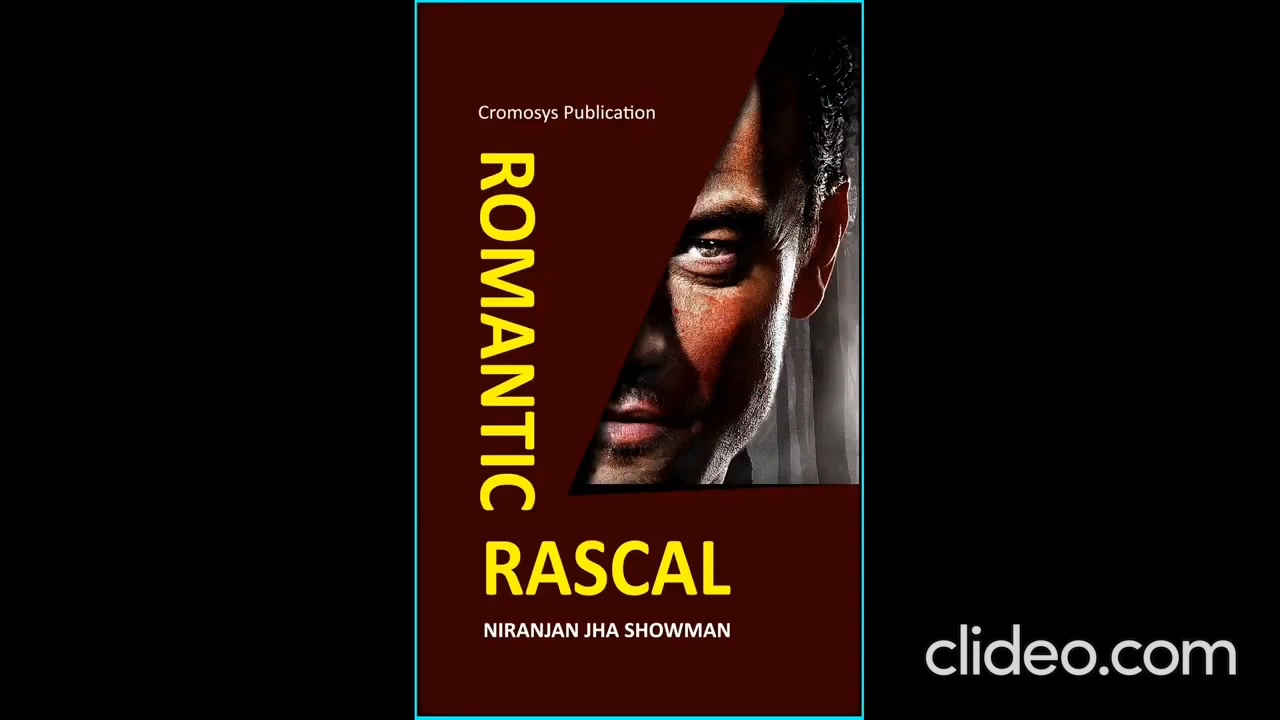 Cromosys Publication
ROMANTIC
RASCAL
NIRANJAN JHA SHOWMAN
clideo.com